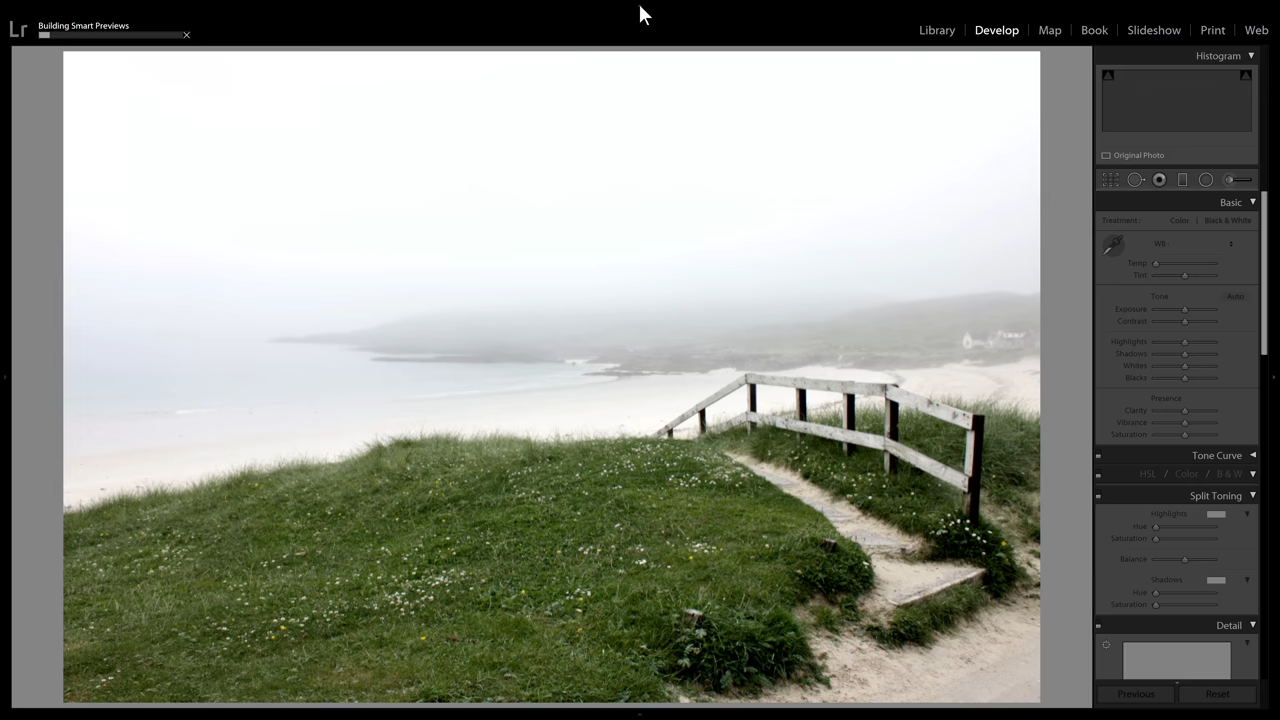 Lr
Building Smart Previews
Library
Develop
Map
Book
Slideshow
Print
Web
Histogram
Original Photo
Basic
Treatment :
Color
Black & White
WB :
Temp
Tint
Tone
Auto
Exposure
Contrast
Highlights
Shadows
Whites
Blacks
Presence
Clarity
Vibrance
Saturation
Tone Curve
HSL / Color / B & W
Split Toning
Highlights
Hue
Saturation
Balance
Shadows
Hue
Saturation
Detail
Previous
Reset